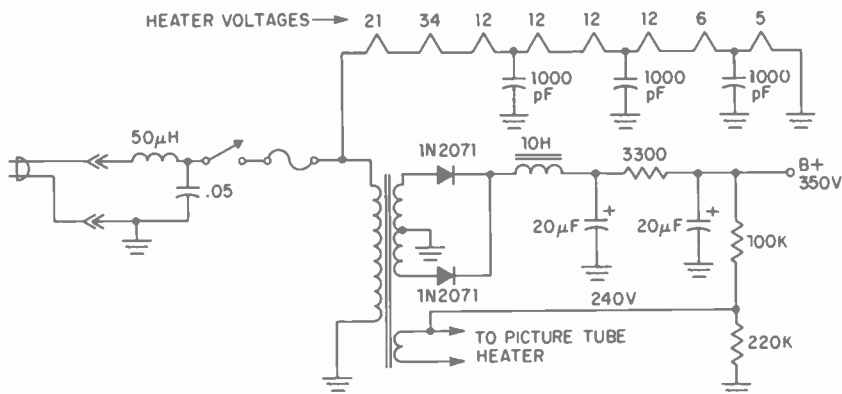 HEATER VOLTAGES
21 34 12 12 12 12 6 5
1000 pF
1000 pF
1000 pF
50μH
.05
1N2071
1N2071
10H
3300
B+
350V
20μF +
20μF +
100K
240V
TO PICTURE TUBE
HEATER
220K